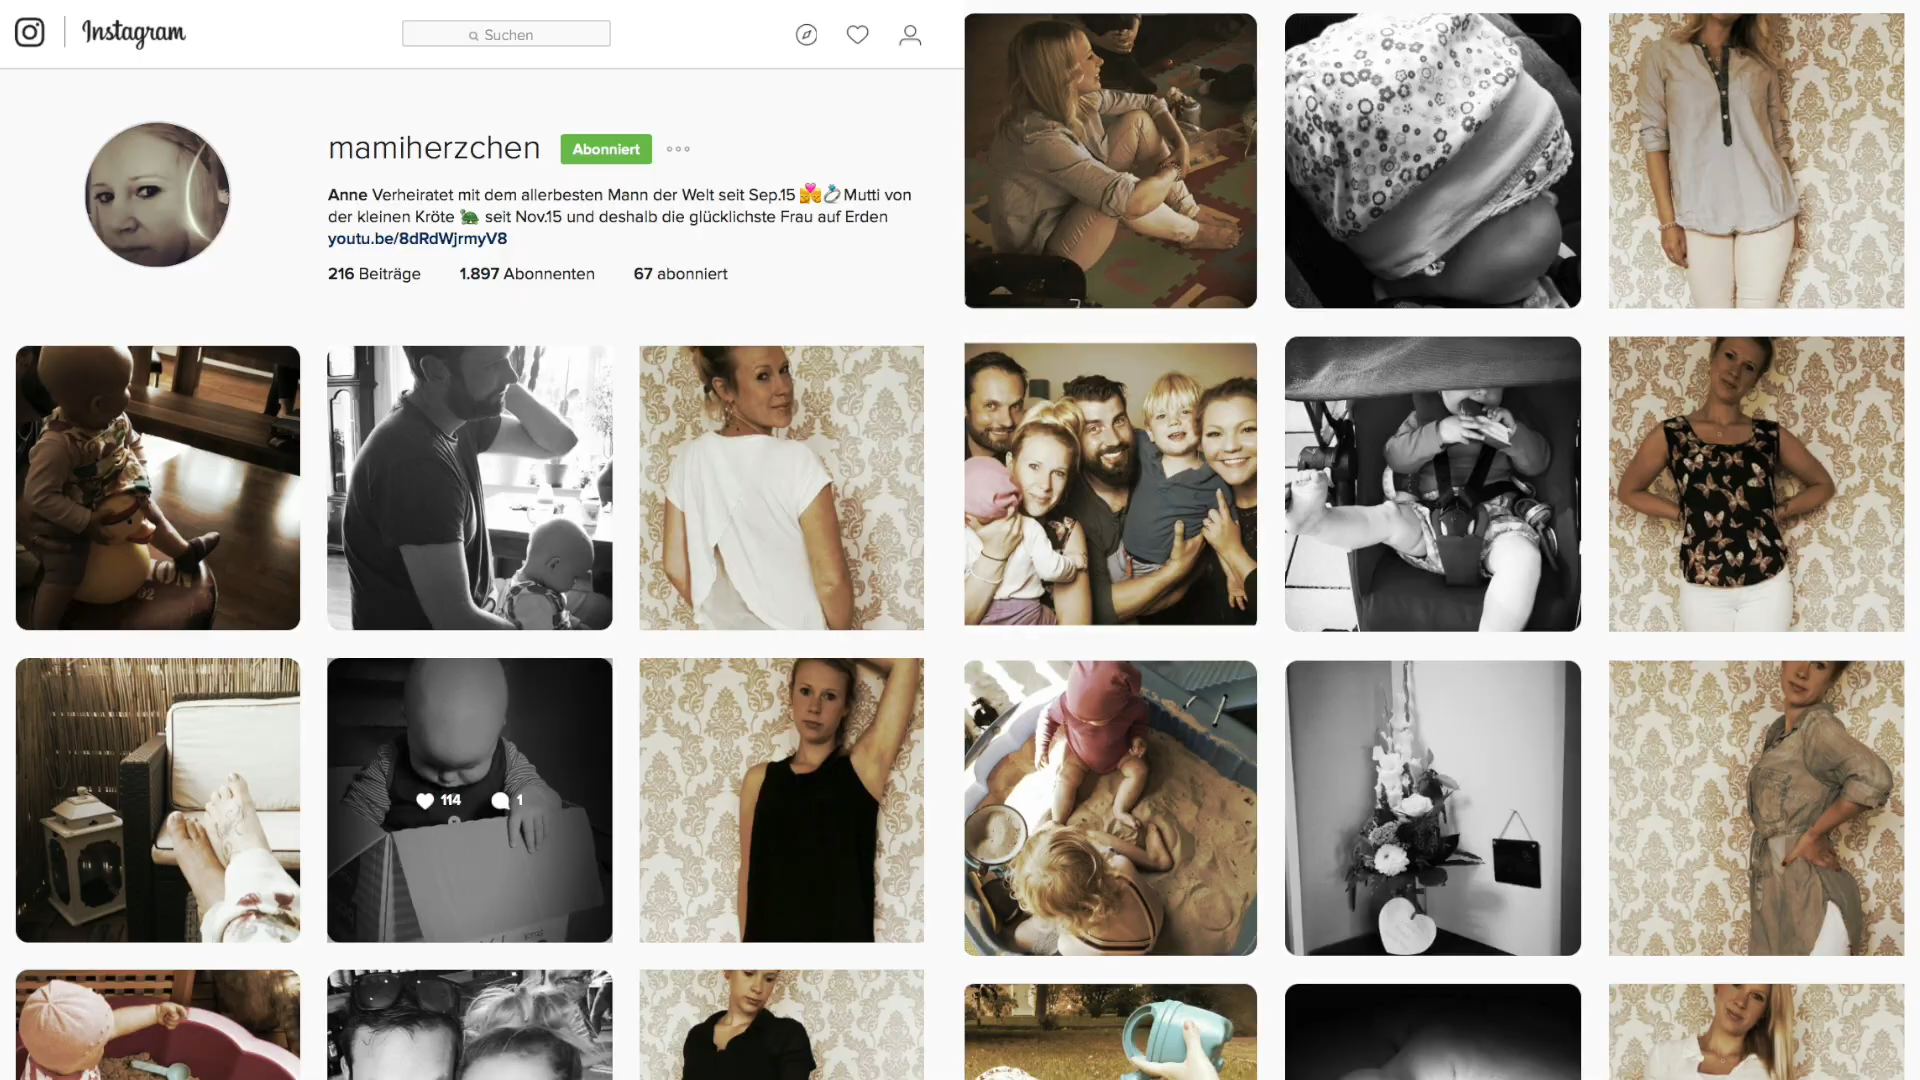 Instagram
Suchen
mamiherzchen
Abonniert
Anne Verheiratet mit dem allerbesten Mann der Welt seit Sep.15 💏💍 Mutti von
der kleinen Kröte 🐢 seit Nov.15 und deshalb die glücklichste Frau auf Erden
youtu.be/8dRdWjrmyV8
216 Beiträge 1.897 Abonnenten 67 abonniert
114 1